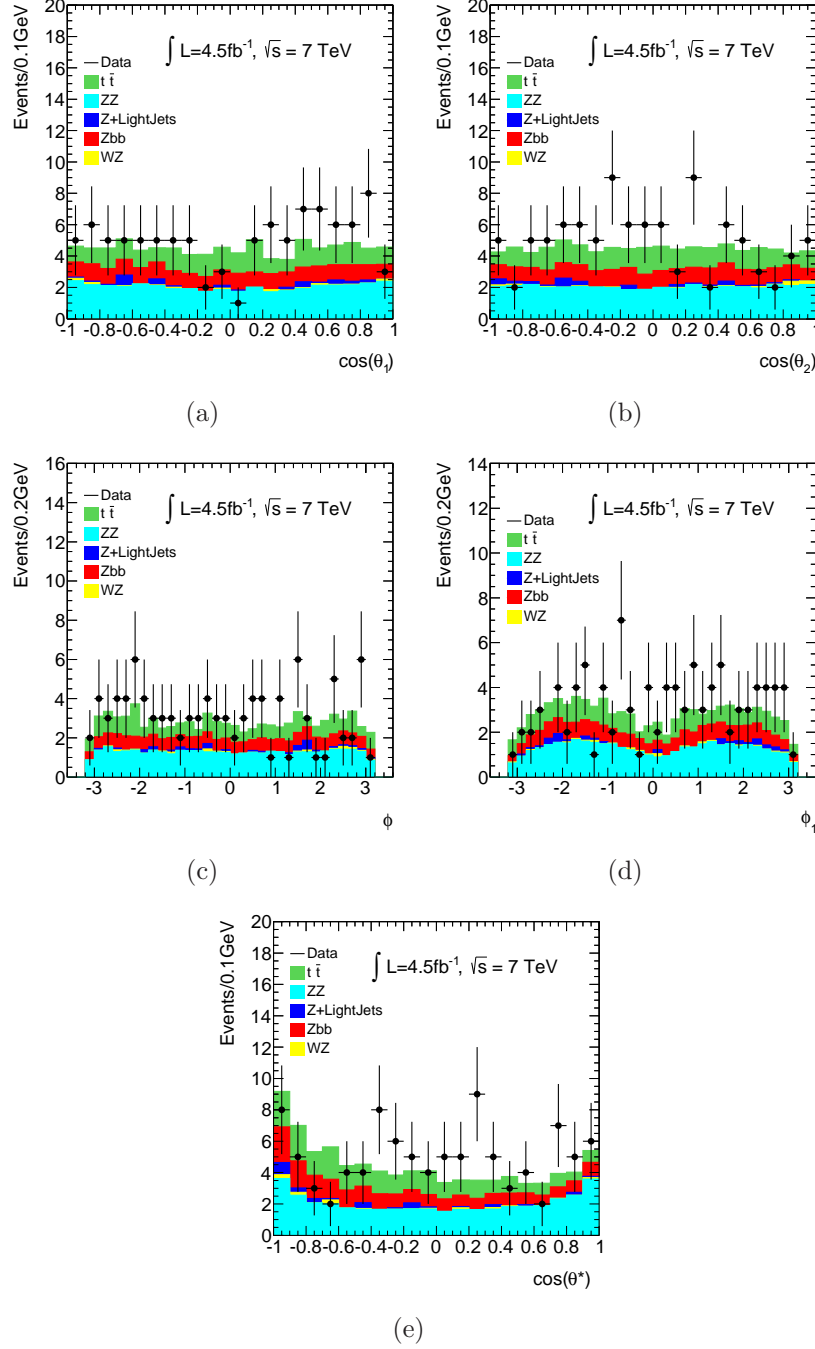 Events/0.1GeV
20
18
16
14
12
10
8
6
4
2
0
∫ L=4.5fb⁻¹, √s = 7 TeV
Data
t t̄
ZZ
Z+LightJets
Zbb
WZ
-1 -0.8 -0.6 -0.4 -0.2 0 0.2 0.4 0.6 0.8 1
cos(θ₁)
(a)
Events/0.1GeV
20
18
16
14
12
10
8
6
4
2
0
∫ L=4.5fb⁻¹, √s = 7 TeV
Data
t t̄
ZZ
Z+LightJets
Zbb
WZ
-1 -0.8 -0.6 -0.4 -0.2 0 0.2 0.4 0.6 0.8 1
cos(θ₂)
(b)
Events/0.2GeV
16
14
12
10
8
6
4
2
0
∫ L=4.5fb⁻¹, √s = 7 TeV
Data
t t̄
ZZ
Z+LightJets
Zbb
WZ
-3 -2 -1 0 1 2 3
ϕ
(c)
Events/0.2GeV
14
12
10
8
6
4
2
0
∫ L=4.5fb⁻¹, √s = 7 TeV
Data
t t̄
ZZ
Z+LightJets
Zbb
WZ
-3 -2 -1 0 1 2 3
ϕ₁
(d)
Events/0.1GeV
20
18
16
14
12
10
8
6
4
2
0
∫ L=4.5fb⁻¹, √s = 7 TeV
Data
t t̄
ZZ
Z+LightJets
Zbb
WZ
-1 -0.8 -0.6 -0.4 -0.2 0 0.2 0.4 0.6 0.8 1
cos(θ*)
(e)